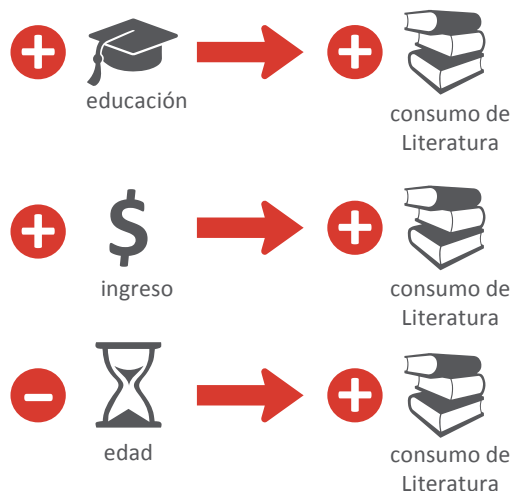 educación
consumo de
Literatura
$
ingreso
consumo de
Literatura
edad
consumo de
Literatura